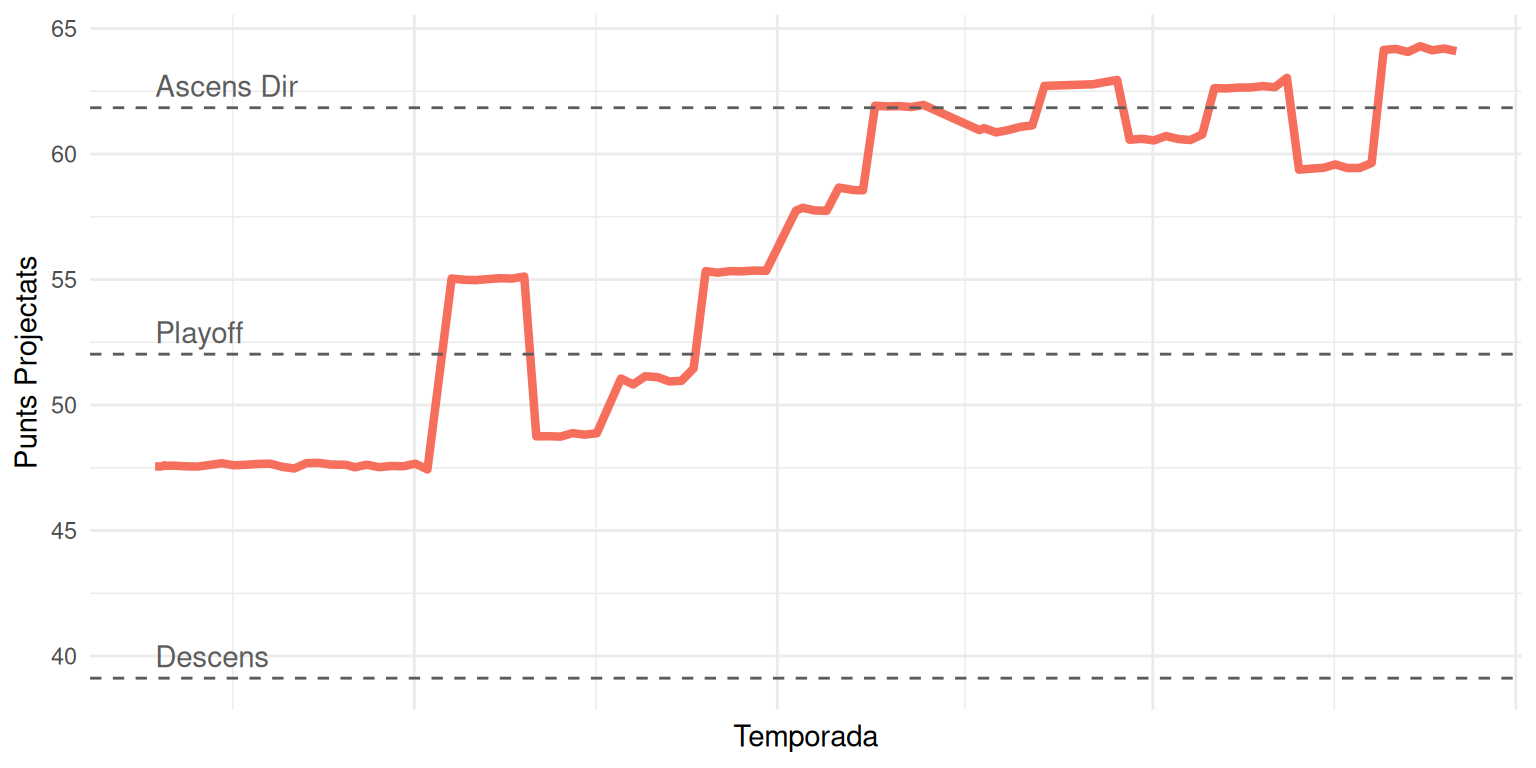 65
Ascens Dir
60
55
Playoff
50
45
Descens
40
Punts Projectats
Temporada